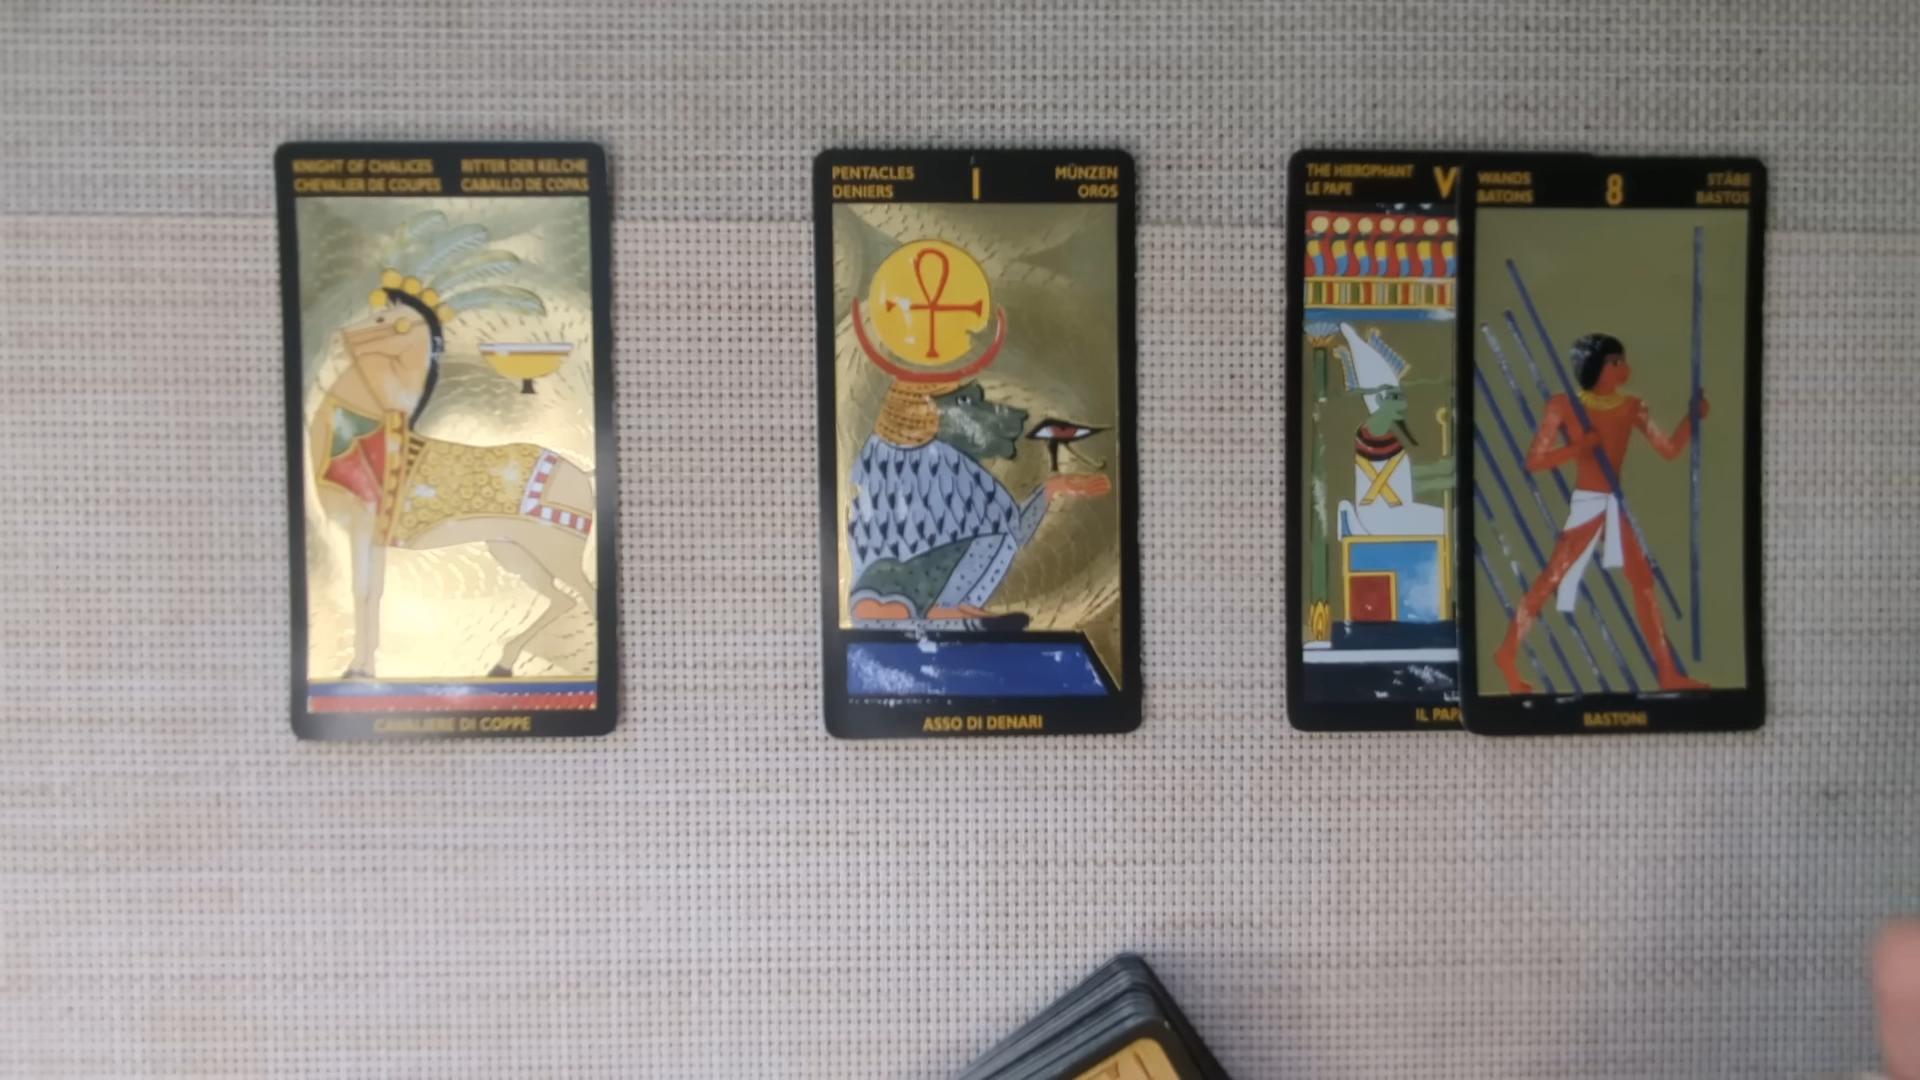 KNIGHT OF CHALICES RITTER DER KELCHE
CHEVALIER DE COUPES CABALLO DE COPAS
CAVALIERE DI COPPE
PENTACLES I MÜNZEN
DENIERS OROS
ASSO DI DENARI
THE HIEROPHANT V
LE PAPE
IL PAP
WANDS 8 STÄBE
BATONS BASTOS
BASTONI